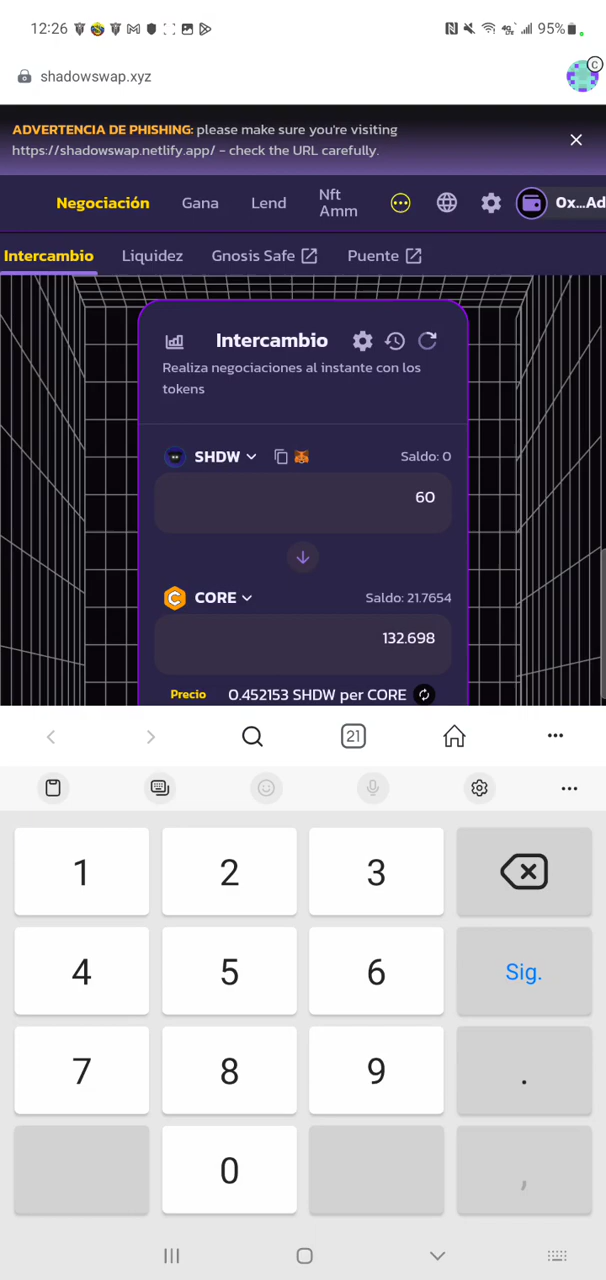 12:26 95%
shadowswap.xyz
C
ADVERTENCIA DE PHISHING: please make sure you're visiting
https://shadowswap.netlify.app/ - check the URL carefully.
Negociación Gana Lend Nft Amm 0x...Ad
Intercambio Liquidez Gnosis Safe Puente
Intercambio
Realiza negociaciones al instante con los
tokens
SHDW Saldo: 0
60
CORE Saldo: 21.7654
132.698
Precio 0.452153 SHDW per CORE
21
1 2 3
4 5 6 Sig.
7 8 9 .
0 ,